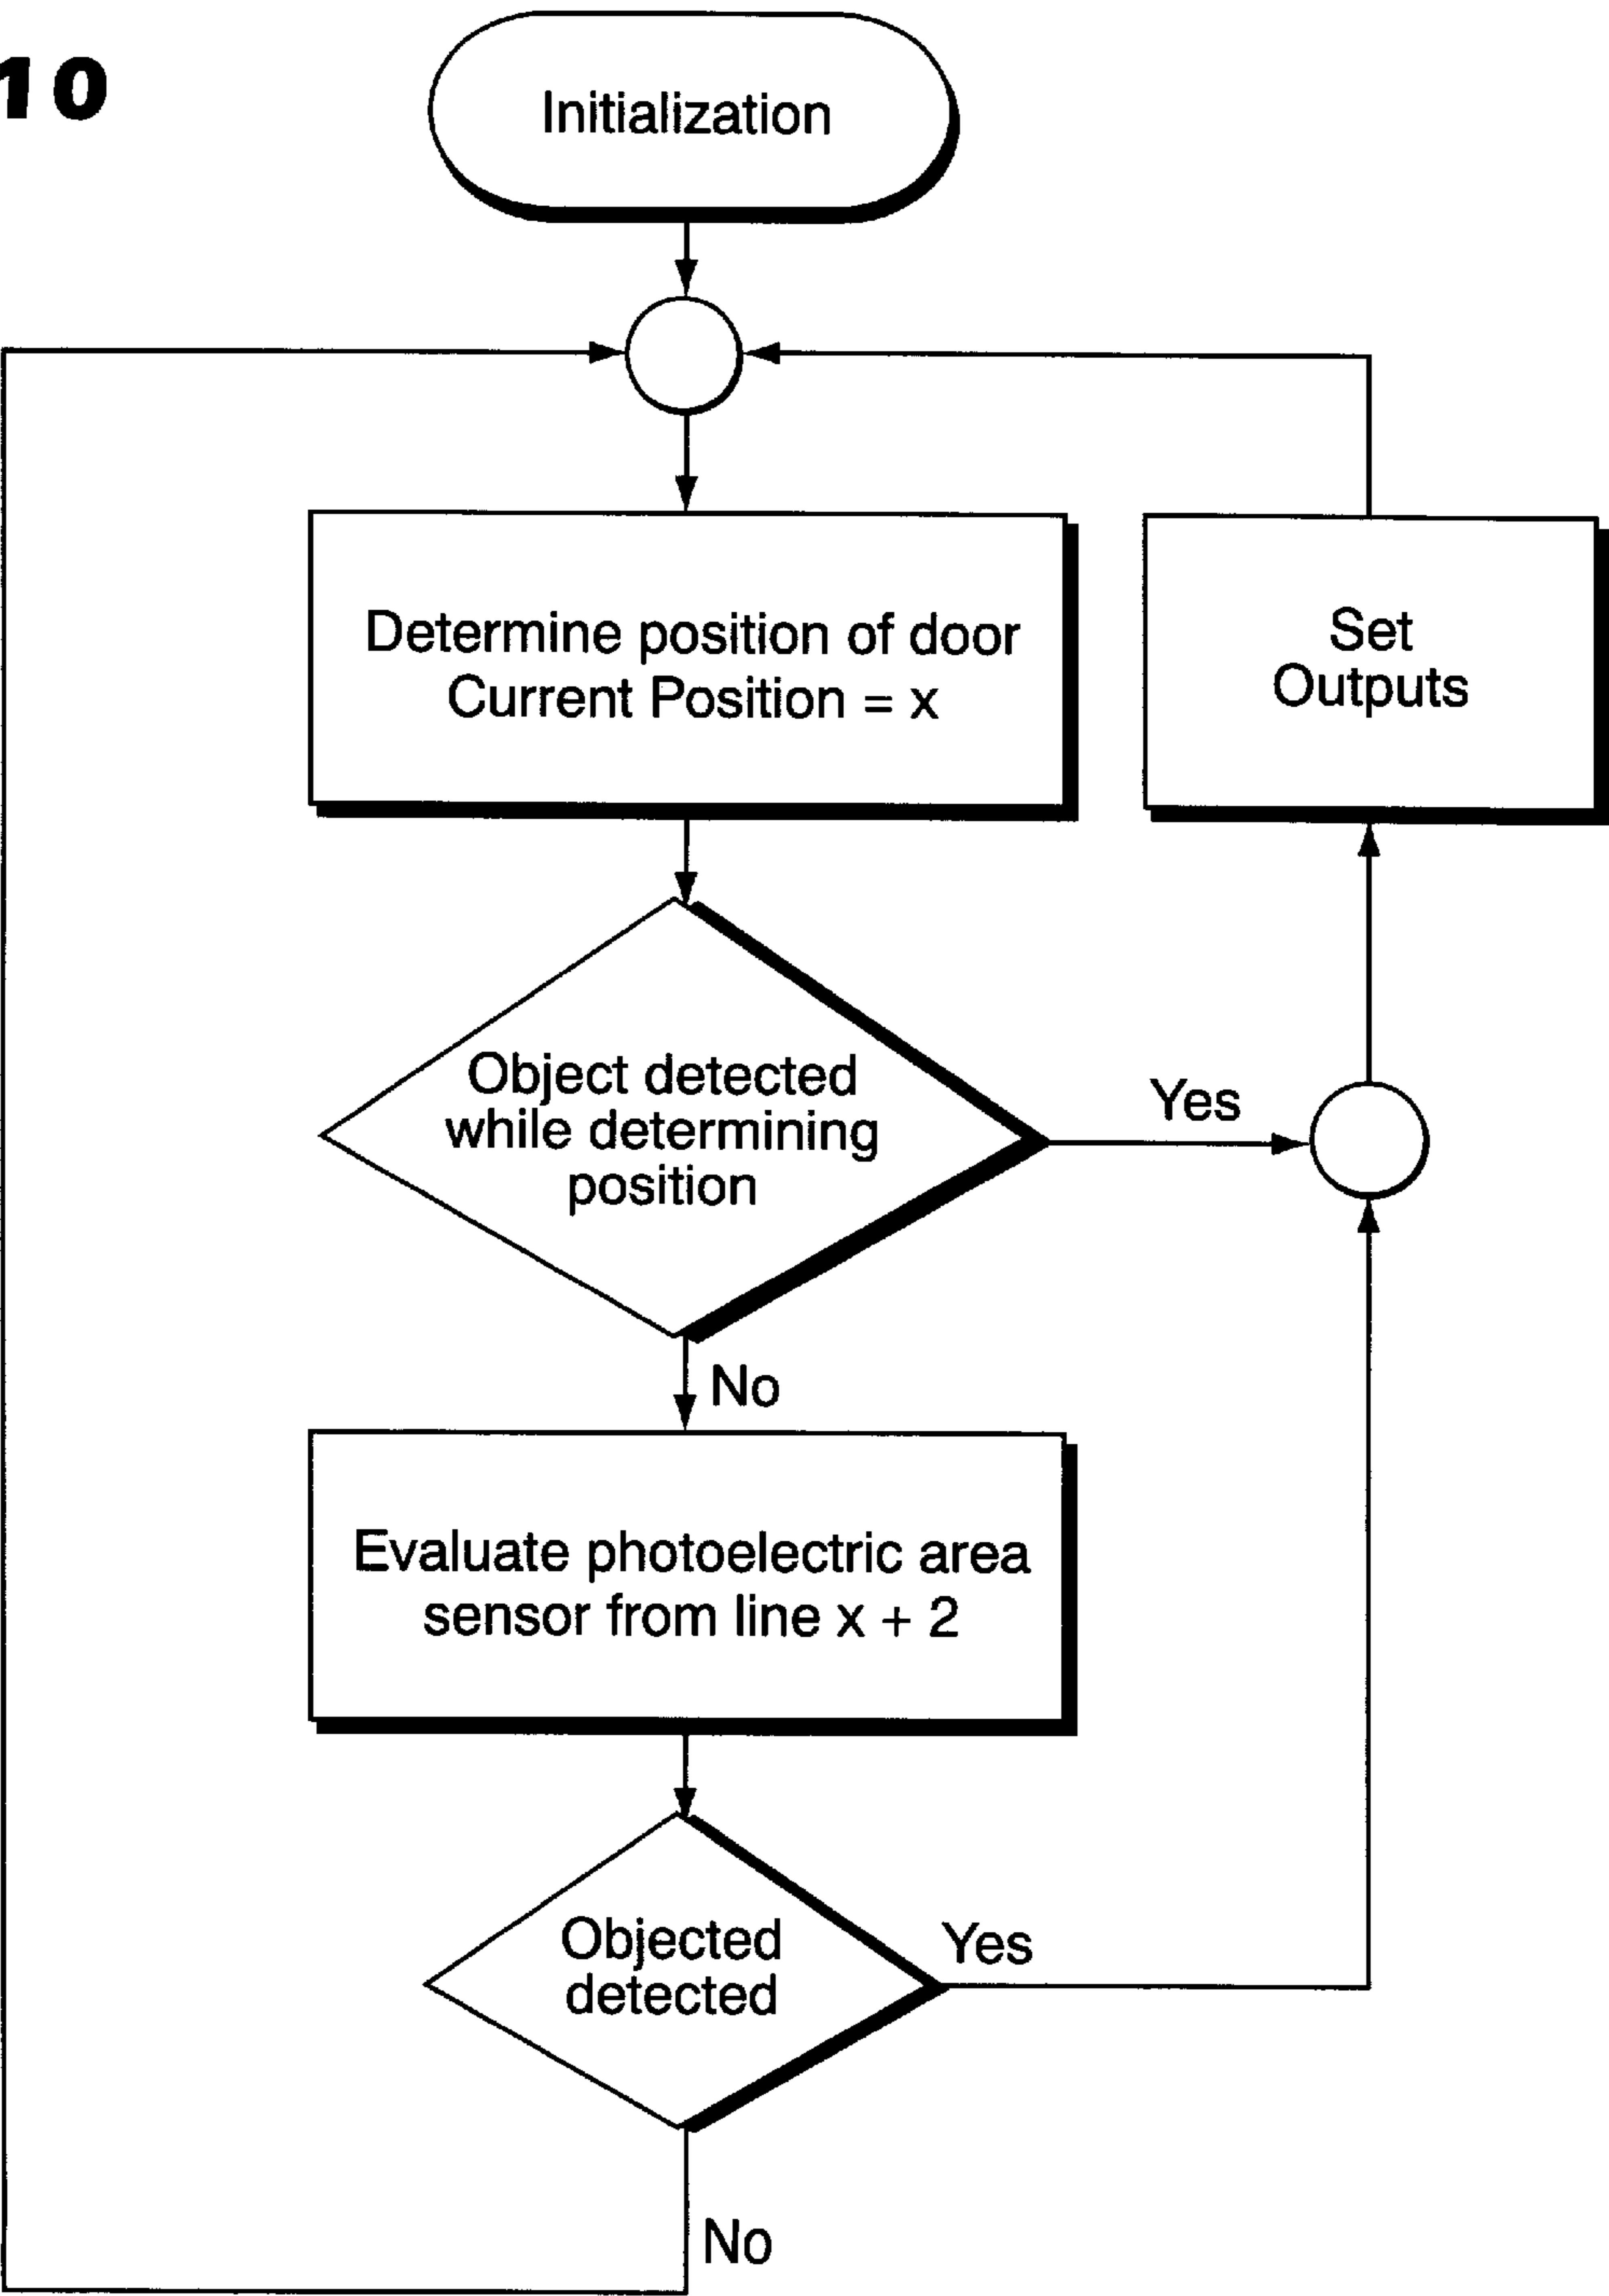 10
Initialization
Determine position of door
Current Position = x
Set
Outputs
Object detected
while determining
position
Yes
No
Evaluate photoelectric area
sensor from line x + 2
Objected
detected
Yes
No